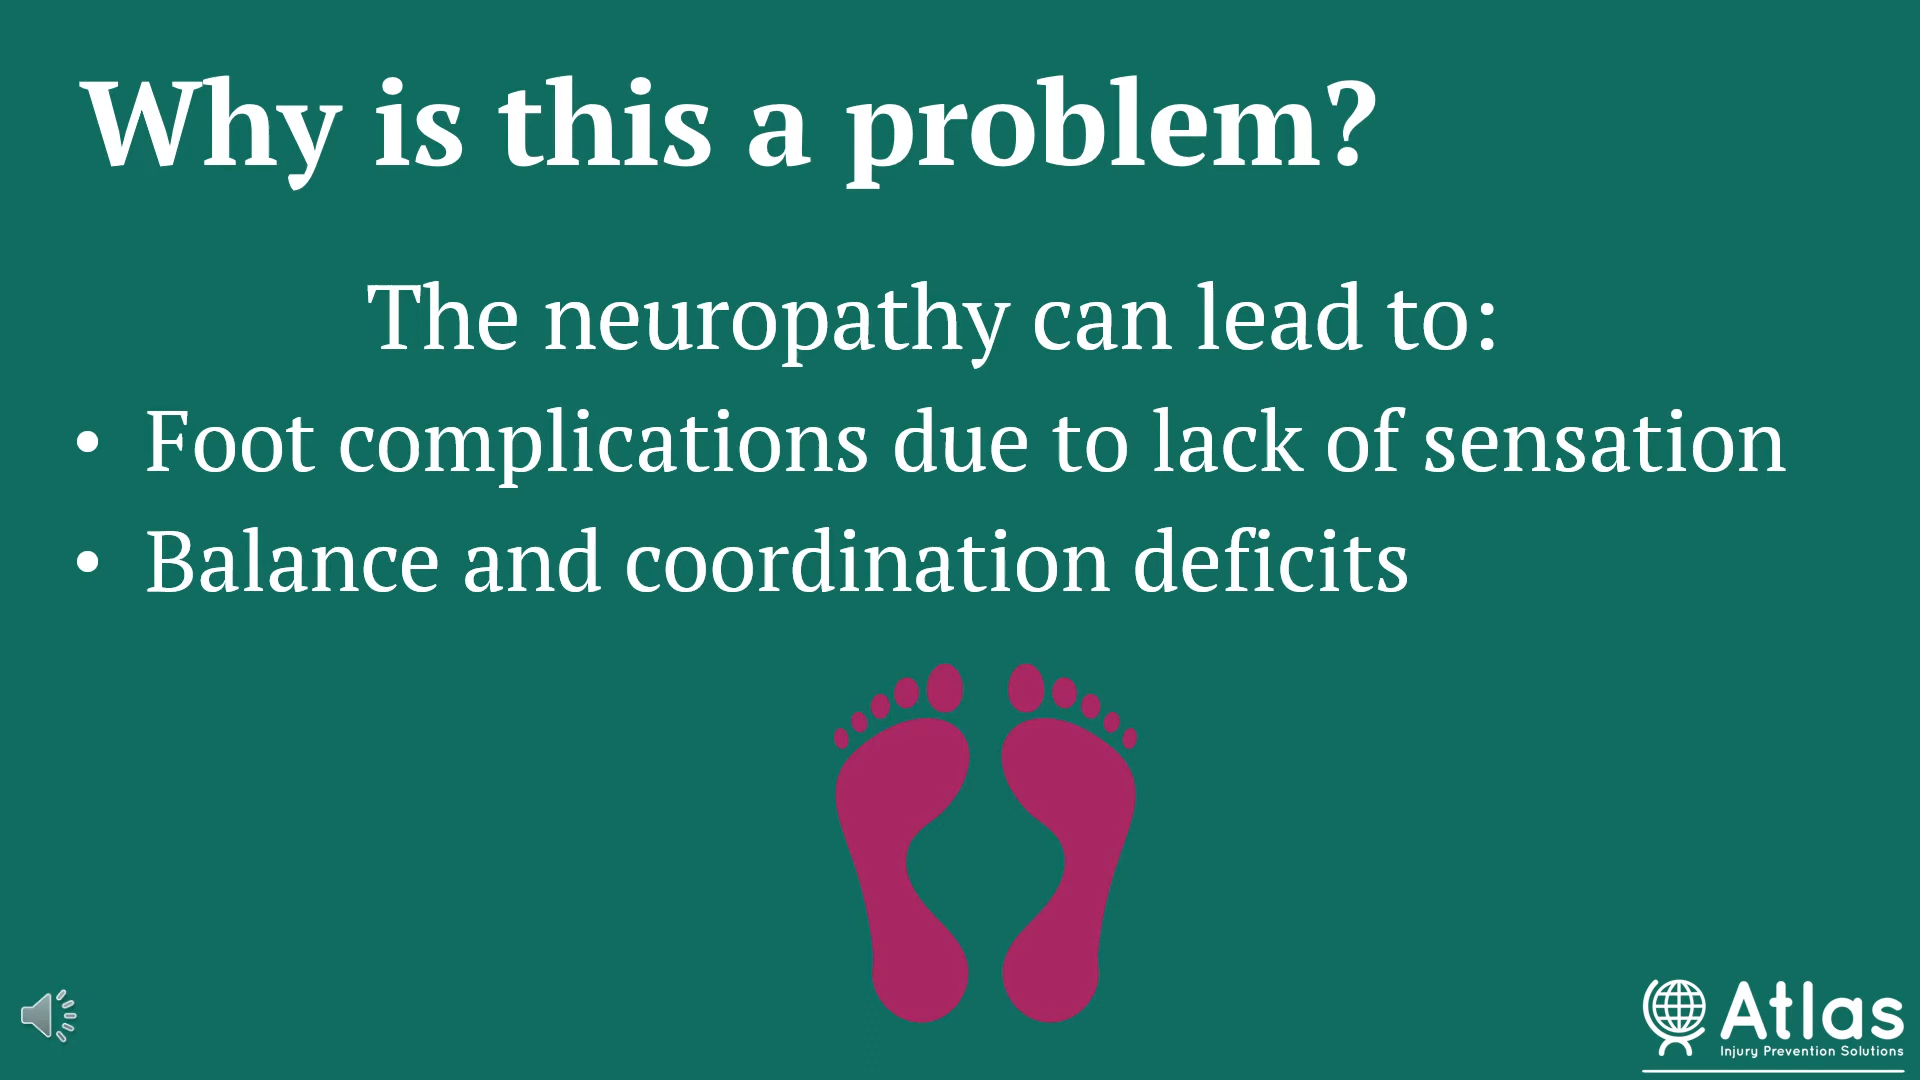 Why is this a problem?
The neuropathy can lead to:
• Foot complications due to lack of sensation
• Balance and coordination deficits
Atlas
Injury Prevention Solutions